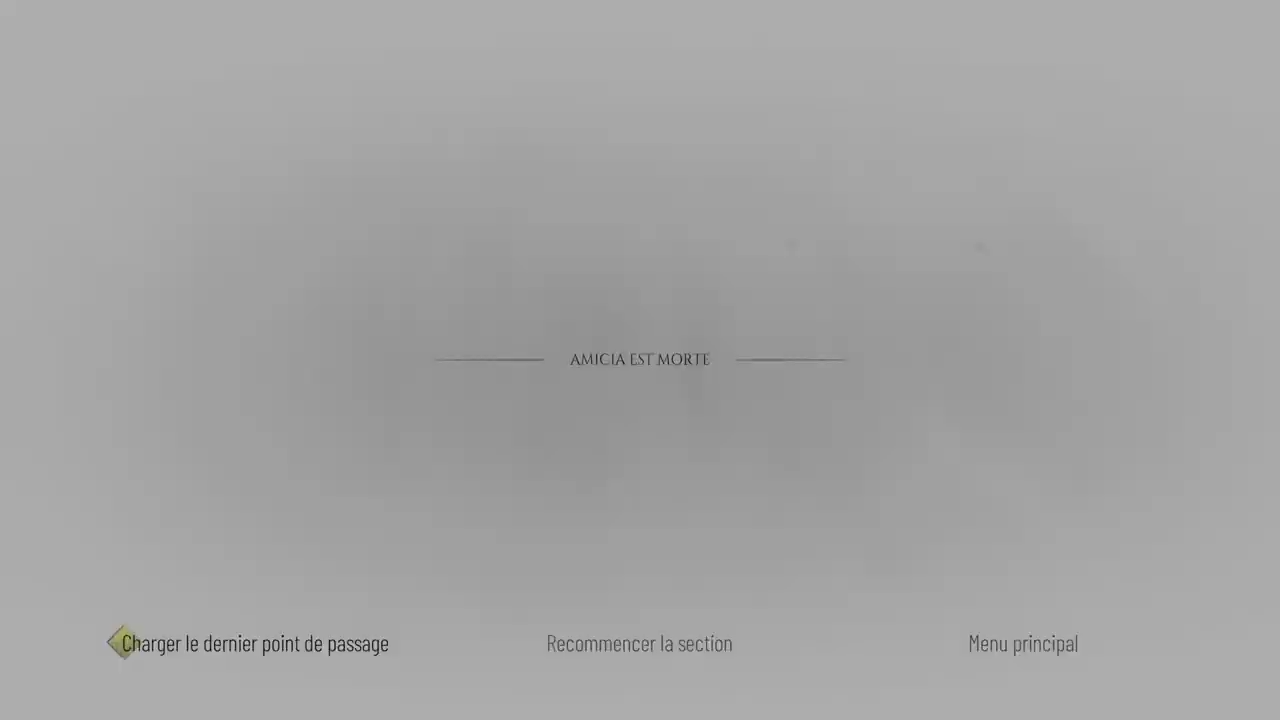 AMICIA EST MORTE
Charger le dernier point de passage
Recommencer la section
Menu principal